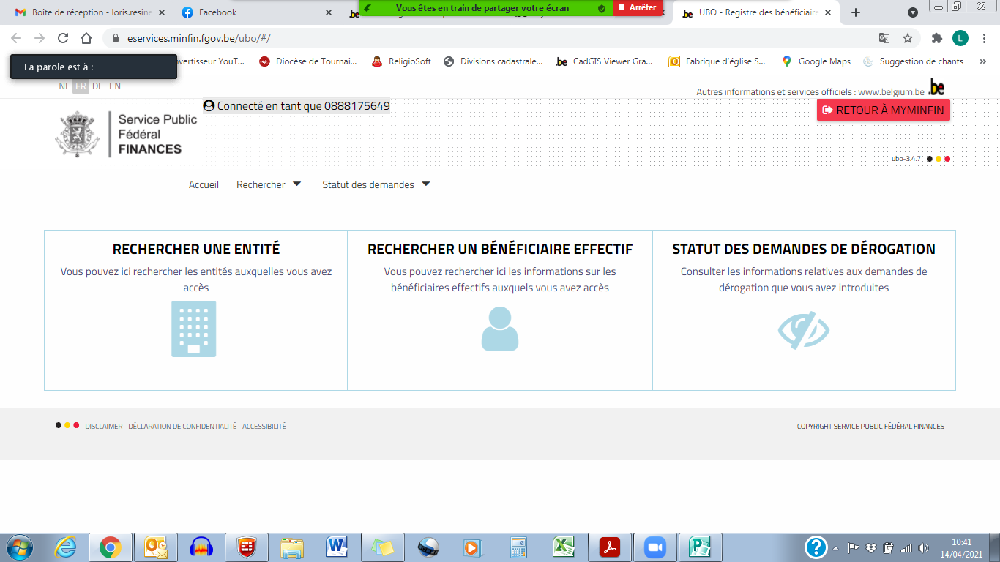 Boîte de réception - loris.resine
Facebook
Vous êtes en train de partager votre écran
Arrêter
UBO - Registre des bénéficiaire
eservices.minfin.fgov.be/ubo/#/
L
La parole est à :
nvertisseur YouT...
Diocèse de Tournai...
ReligioSoft
Divisions cadastrale...
CadGIS Viewer Gra...
Fabrique d'église S...
Google Maps
Suggestion de chants
»
NL FR DE EN
Autres informations et services officiels : www.belgium.be
.be
Connecté en tant que 0888175649
RETOUR À MYMINFIN
Service Public
Fédéral
FINANCES
ubo-3.4.7
Accueil Rechercher Statut des demandes
RECHERCHER UNE ENTITÉ
Vous pouvez ici rechercher les entités auxquelles vous avez
accès
RECHERCHER UN BÉNÉFICIAIRE EFFECTIF
Vous pouvez rechercher ici les informations sur les
bénéficiaires effectifs auxquels vous avez accès
STATUT DES DEMANDES DE DÉROGATION
Consulter les informations relatives aux demandes de
dérogation que vous avez introduites
DISCLAIMER DÉCLARATION DE CONFIDENTIALITÉ ACCESSIBILITÉ
COPYRIGHT SERVICE PUBLIC FÉDÉRAL FINANCES
10:41
14/04/2021